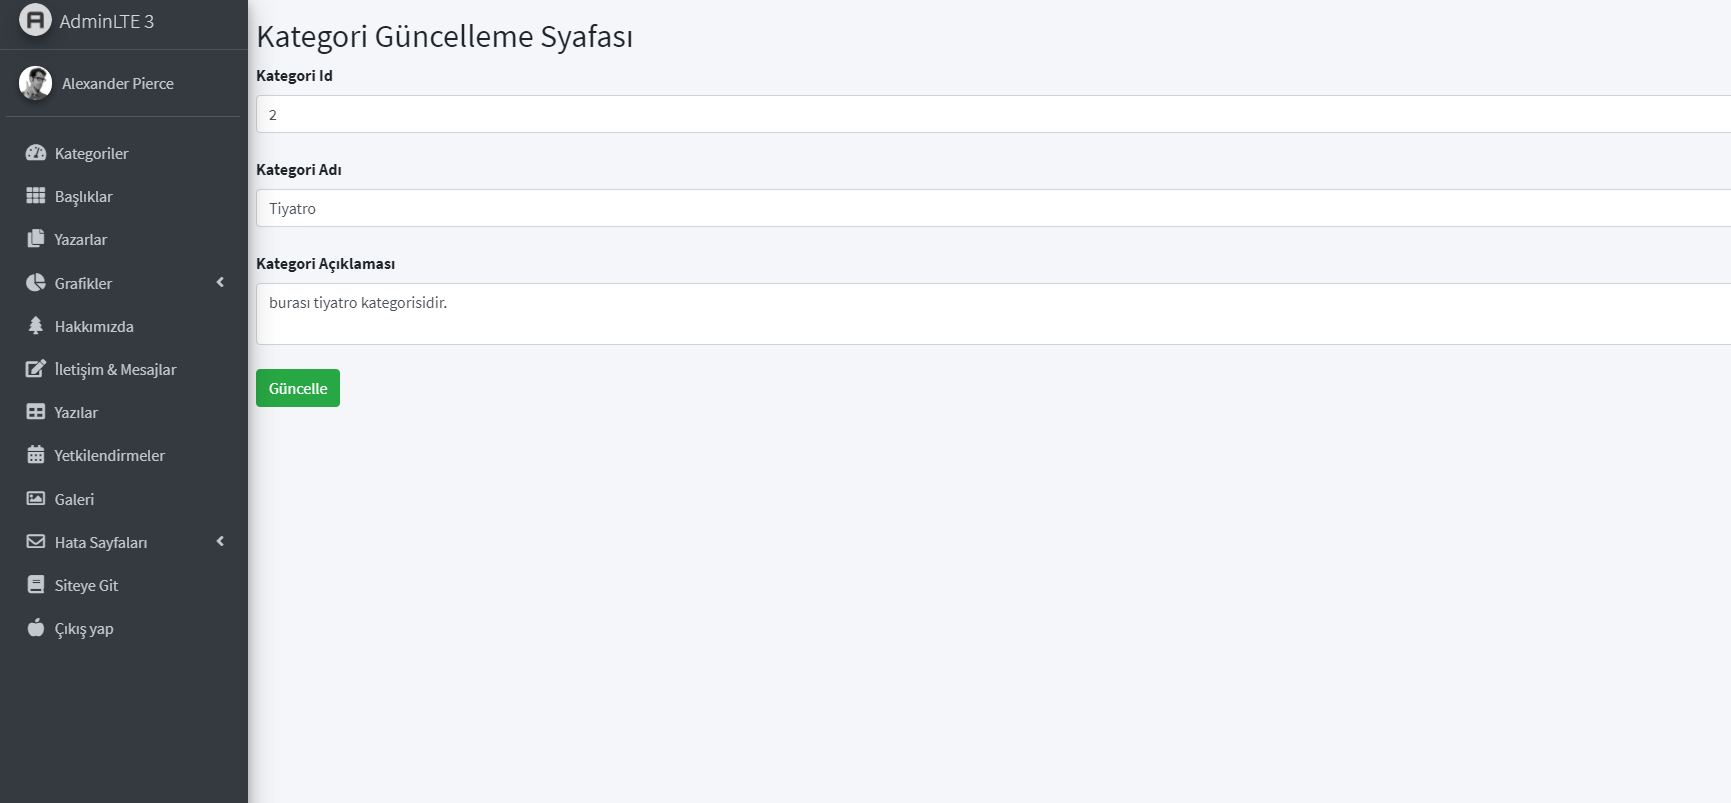 AdminLTE 3
Alexander Pierce
Kategoriler
Başlıklar
Yazarlar
Grafikler
Hakkımızda
İletişim & Mesajlar
Yazılar
Yetkilendirmeler
Galeri
Hata Sayfaları
Siteye Git
Çıkış yap
Kategori Güncelleme Syafası
Kategori Id
2
Kategori Adı
Tiyatro
Kategori Açıklaması
burası tiyatro kategorisidir.
Güncelle